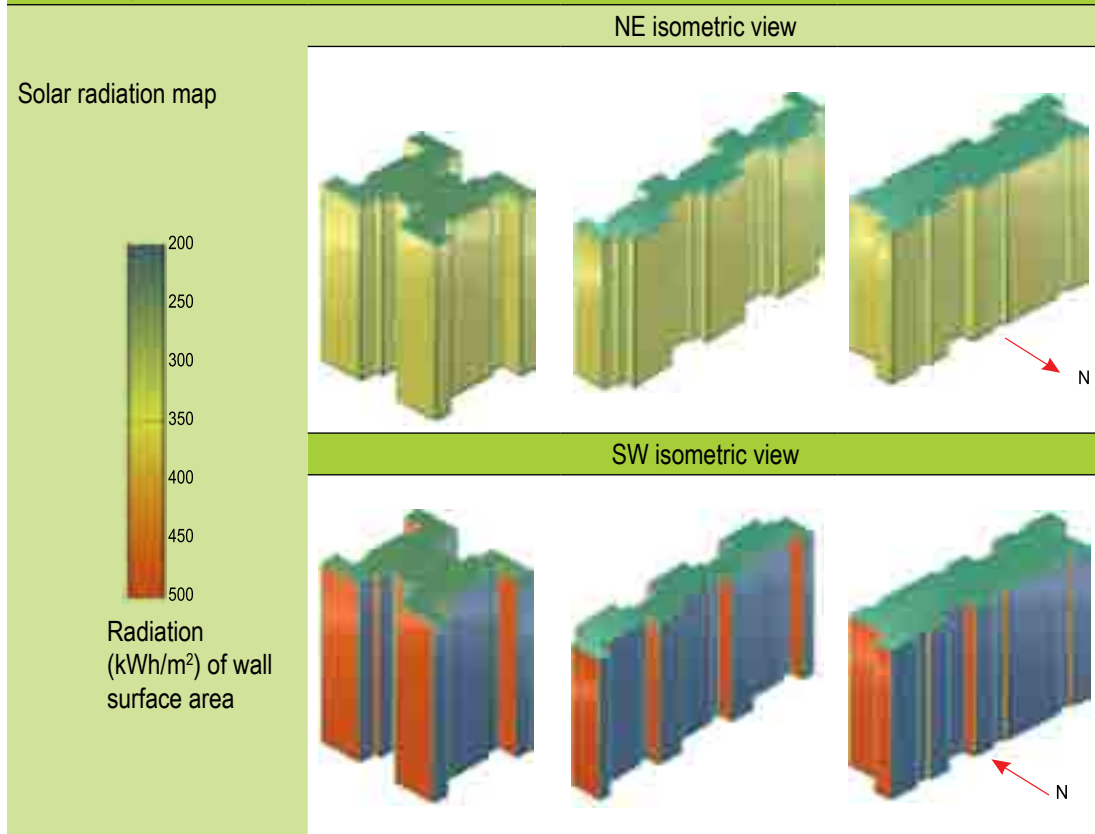 NE isometric view
Solar radiation map
200
250
300
350
400
450
500
Radiation
(kWh/m²) of wall
surface area
N
SW isometric view
N